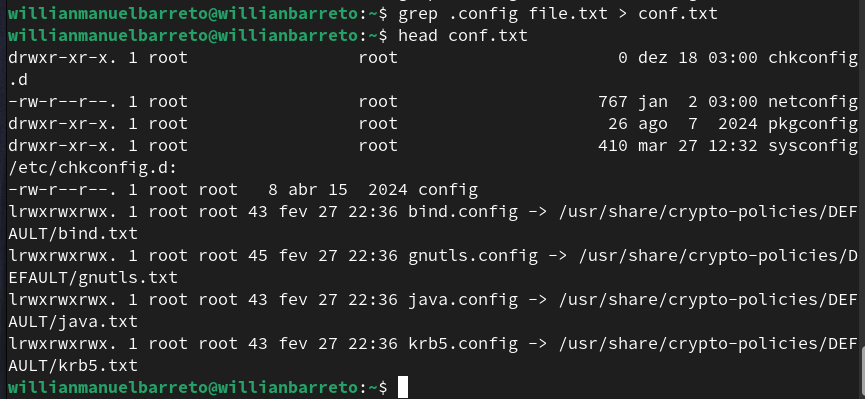 willianmanuelbarreto@willianbarreto:~$ grep .config file.txt > conf.txt
willianmanuelbarreto@willianbarreto:~$ head conf.txt
drwxr-xr-x. 1 root                 root                      0 dez 18 03:00 chkconfig
.d
-rw-r--r--. 1 root                 root                    767 jan  2 03:00 netconfig
drwxr-xr-x. 1 root                 root                     26 ago  7  2024 pkgconfig
drwxr-xr-x. 1 root                 root                    410 mar 27 12:32 sysconfig
/etc/chkconfig.d:
-rw-r--r--. 1 root root   8 abr 15  2024 config
lrwxrwxrwx. 1 root root 43 fev 27 22:36 bind.config -> /usr/share/crypto-policies/DEF
AULT/bind.txt
lrwxrwxrwx. 1 root root 45 fev 27 22:36 gnutls.config -> /usr/share/crypto-policies/D
EFAULT/gnutls.txt
lrwxrwxrwx. 1 root root 43 fev 27 22:36 java.config -> /usr/share/crypto-policies/DEF
AULT/java.txt
lrwxrwxrwx. 1 root root 43 fev 27 22:36 krb5.config -> /usr/share/crypto-policies/DEF
AULT/krb5.txt
willianmanuelbarreto@willianbarreto:~$